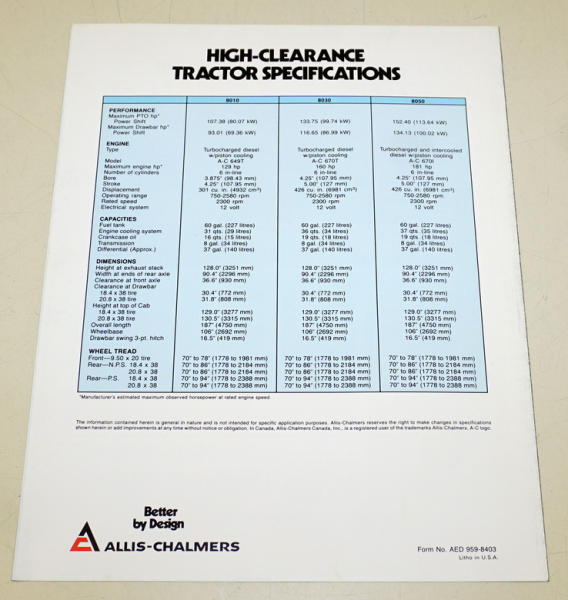 HIGH-CLEARANCE
TRACTOR SPECIFICATIONS
8010 8030 8050
PERFORMANCE
Maximum PTO hp*
Power Shift 107.38 (80.07 kW) 133.75 (99.74 kW) 152.40 (113.64 kW)
Maximum Drawbar hp*
Power Shift 93.01 (69.36 kW) 116.65 (86.99 kW) 134.13 (100.02 kW)
ENGINE
Type Turbocharged diesel Turbocharged diesel Turbocharged and intercooled
w/piston cooling w/piston cooling diesel w/piston cooling
Model A-C 649T A-C 670T A-C 670I
Maximum engine hp* 129 hp 160 hp 181 hp
Number of cylinders 6 in-line 6 in-line 6 in-line
Bore 3.875" (98.43 mm) 4.25" (107.95 mm) 4.25" (107.95 mm)
Stroke 4.25" (107.95 mm) 5.00" (127 mm) 5.00" (127 mm)
Displacement 301 cu. in. (4932 cm³) 426 cu. in. (6981 cm³) 426 cu. in. (6981 cm³)
Operating range 750-2580 rpm 750-2580 rpm 750-2580 rpm
Rated speed 2300 rpm 2300 rpm 2300 rpm
Electrical system 12 volt 12 volt 12 volt
CAPACITIES
Fuel tank 60 gal. (227 litres) 60 gal. (227 litres) 60 gal. (227 litres)
Engine cooling system 31 qts. (29 litres) 36 qts. (34 litres) 37 qts. (35 litres)
Crankcase oil 16 qts. (15 litres) 19 qts. (18 litres) 19 qts. (18 litres)
Transmission 8 gal. (34 litres) 8 gal. (34 litres) 8 gal. (34 litres)
Differential (Approx.) 37 gal. (140 litres) 37 gal. (140 litres) 37 gal. (140 litres)
DIMENSIONS
Height at exhaust stack 128.0" (3251 mm) 128.0" (3251 mm) 128.0" (3251 mm)
Width at ends of rear axle 90.4" (2296 mm) 90.4" (2296 mm) 90.4" (2296 mm)
Clearance at front axle 36.6" (930 mm) 36.6" (930 mm) 36.6" (930 mm)
Clearance at Drawbar
18.4 x 38 tire 30.4" (772 mm) 30.4" (772 mm) 30.4" (772 mm)
20.8 x 38 tire 31.8" (808 mm) 31.8" (808 mm) 31.8" (808 mm)
Height at top of Cab
18.4 x 38 tire 129.0" (3277 mm) 129.0" (3277 mm) 129.0" (3277 mm)
20.8 x 38 tire 130.5" (3315 mm) 130.5" (3315 mm) 130.5" (3315 mm)
Overall length 187" (4750 mm) 187" (4750 mm) 187" (4750 mm)
Wheelbase 106" (2692 mm) 106" (2692 mm) 106" (2692 mm)
Drawbar swing 3-pt. hitch 16.5" (419 mm) 16.5" (419 mm) 16.5" (419 mm)
WHEEL TREAD
Front—9.50 x 20 tire 70" to 78" (1778 to 1981 mm) 70" to 78" (1778 to 1981 mm) 70" to 78" (1778 to 1981 mm)
Rear—N.P.S. 18.4 x 38 70" to 86" (1778 to 2184 mm) 70" to 86" (1778 to 2184 mm) 70" to 86" (1778 to 2184 mm)
20.8 x 38 70" to 86" (1778 to 2184 mm) 70" to 86" (1778 to 2184 mm) 70" to 86" (1778 to 2184 mm)
Rear—P.S. 18.4 x 38 70" to 94" (1778 to 2388 mm) 70" to 94" (1778 to 2388 mm) 70" to 94" (1778 to 2388 mm)
20.8 x 38 70" to 94" (1778 to 2388 mm) 70" to 94" (1778 to 2388 mm) 70" to 94" (1778 to 2388 mm)
*Manufacturer's estimated maximum observed horsepower at rated engine speed.
The information contained herein is general in nature and is not intended for specific application purposes. Allis-Chalmers reserves the right to make changes in specifications
shown herein or add improvements at any time without notice or obligation. In Canada, Allis-Chalmers Canada, Inc., is a registered user of the trademarks Allis-Chalmers, A-C logo.
Better
by Design
ALLIS-CHALMERS
Form No. AED 959-8403
Litho in U.S.A.